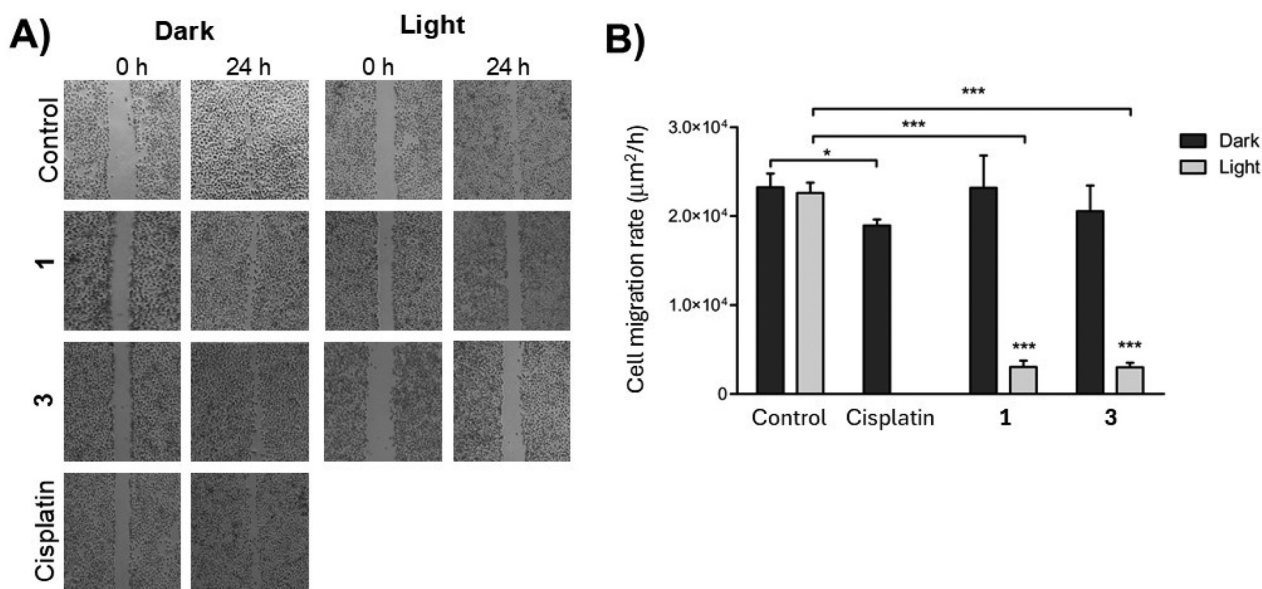 A)
Dark
Light
0 h
24 h
0 h
24 h
Control
1
3
Cisplatin
B)
Cell migration rate (μm²/h)
3.0×10⁴
2.0×10⁴
1.0×10⁴
0
***
***
*
***
***
Control
Cisplatin
1
3
Dark
Light